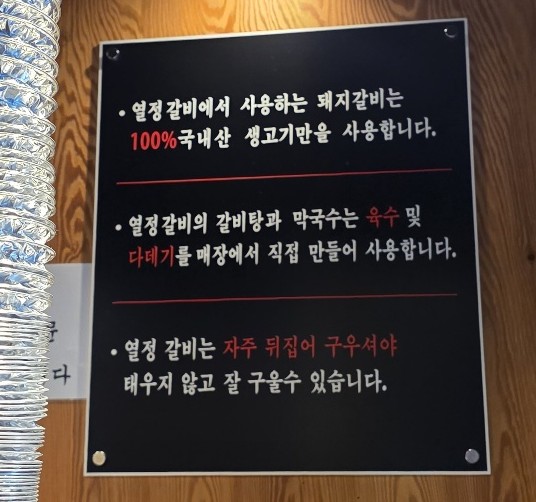 • 열정갈비에서 사용하는 돼지갈비는
100%국내산 생고기만을 사용합니다.
• 열정갈비의 갈비탕과 막국수는 육수 및
다데기를 매장에서 직접 만들어 사용합니다.
• 열정 갈비는 자주 뒤집어 구우셔야
태우지 않고 잘 구울수 있습니다.
다